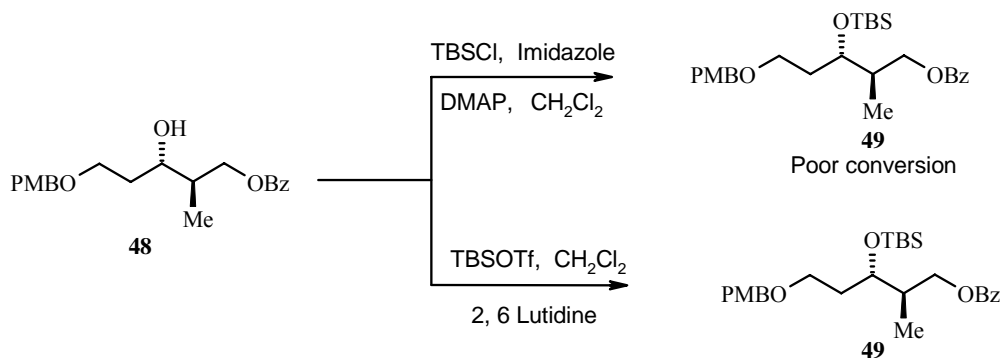 OTBS
TBSCl, Imidazole
PMBO
OBz
DMAP, CH2Cl2
Me
OH
49
Poor conversion
PMBO
OBz
Me
48
OTBS
TBSOTf, CH2Cl2
PMBO
OBz
2, 6 Lutidine
Me
49